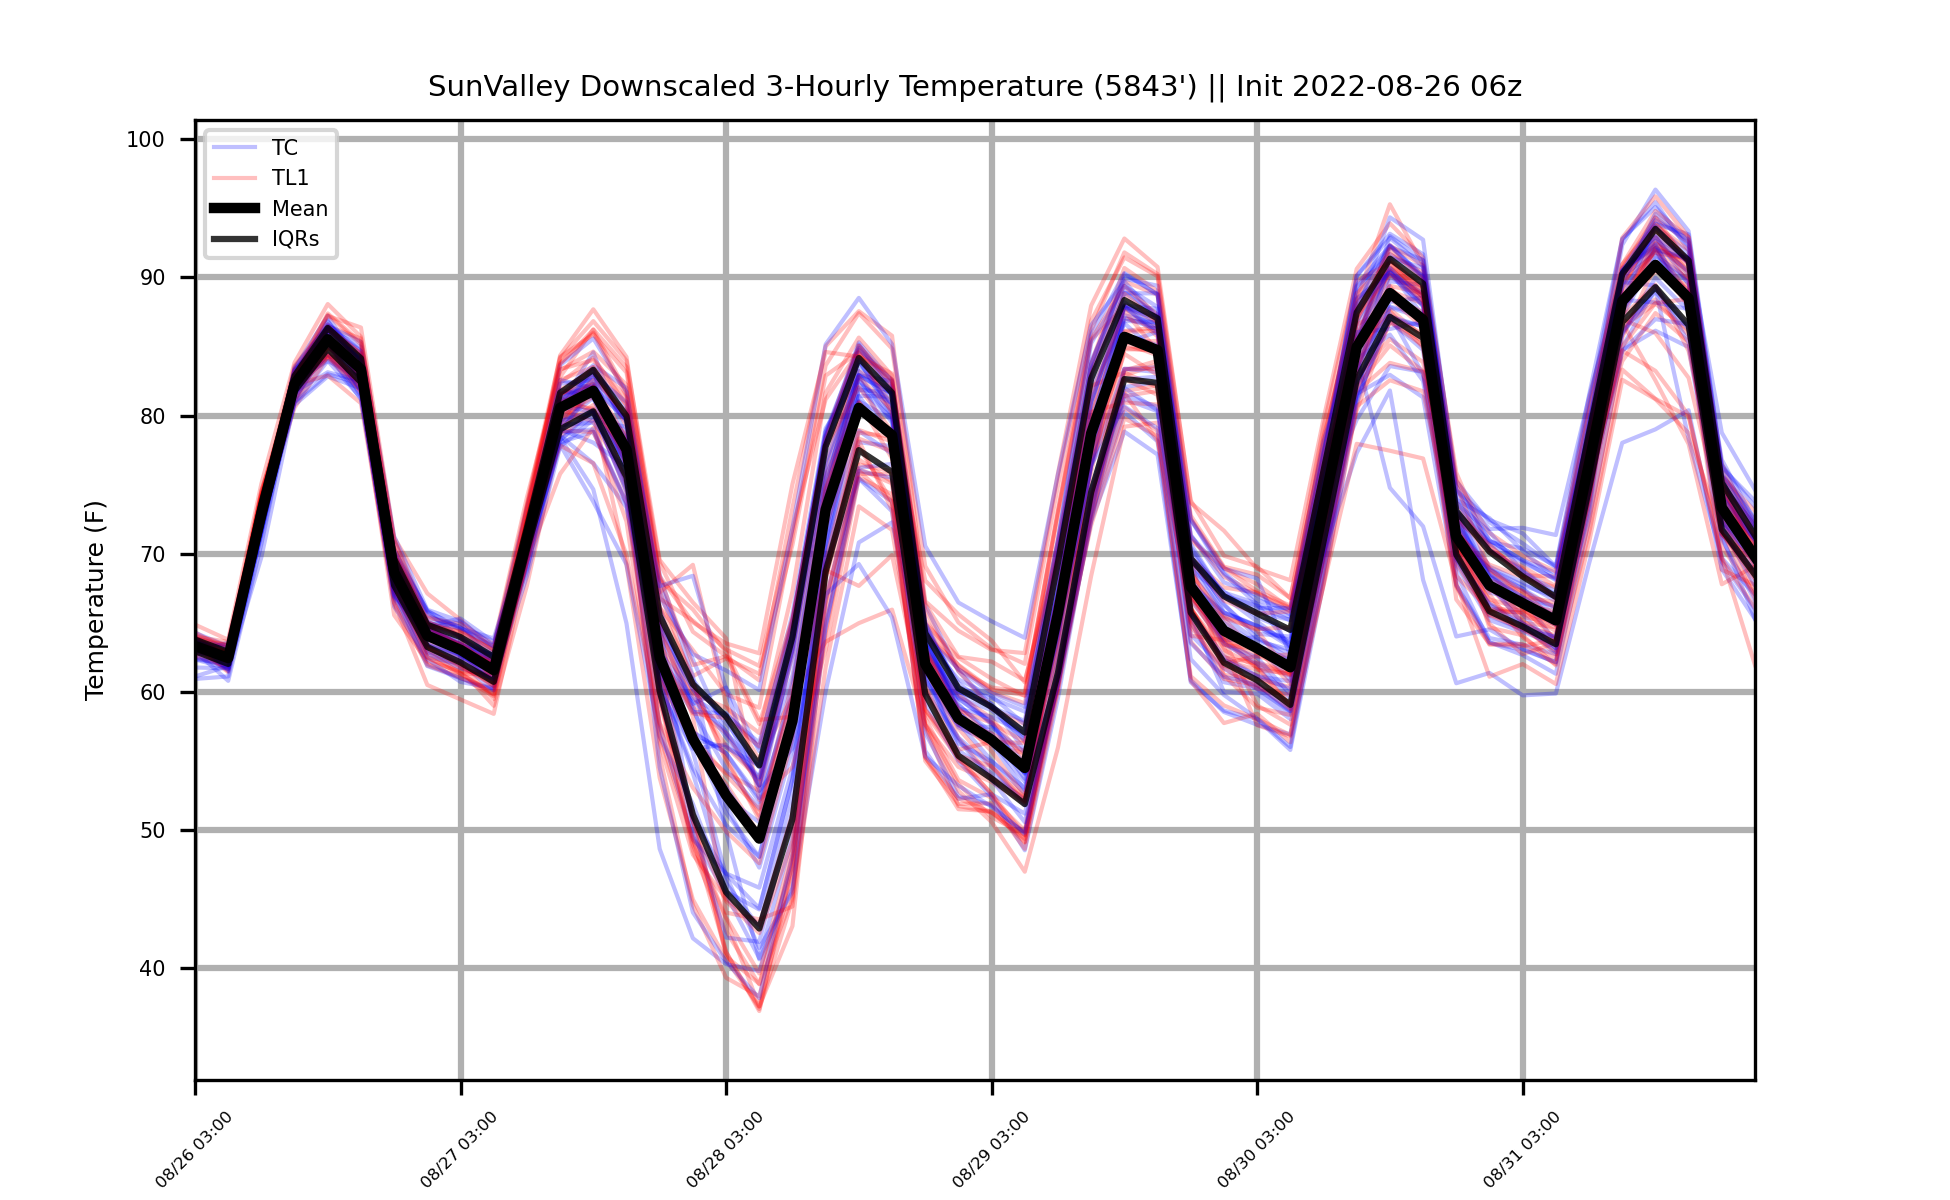 SunValley Downscaled 3-Hourly Temperature (5843') || Init 2022-08-26 06z
TC
TL1
Mean
IQRs
Temperature (F)
100
90
80
70
60
50
40
08/26 03:00
08/27 03:00
08/28 03:00
08/29 03:00
08/30 03:00
08/31 03:00